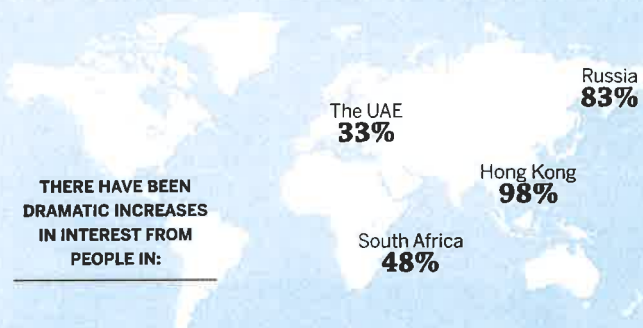 Russia
83%
The UAE
33%
Hong Kong
98%
THERE HAVE BEEN
DRAMATIC INCREASES
IN INTEREST FROM
PEOPLE IN:
South Africa
48%